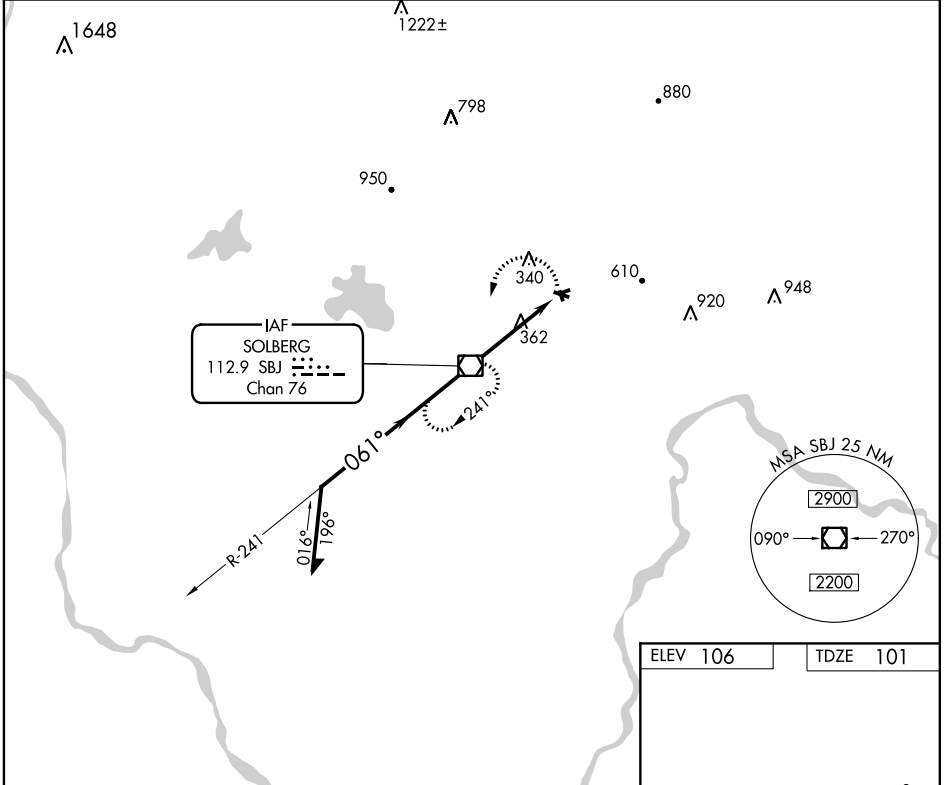 1648
1222±
798
880
950
340
610
920
948
362
IAF
SOLBERG
112.9 SBJ
Chan 76
241°
061°
R-241
016°
196°
MSA SBJ 25 NM
2900
090°
270°
2200
ELEV 106
TDZE 101